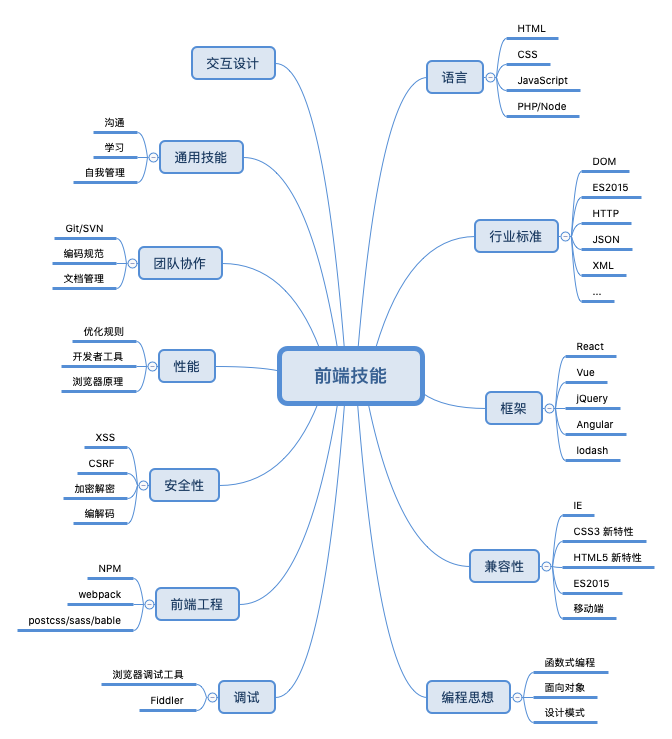 前端技能
语言
HTML
CSS
JavaScript
PHP/Node
行业标准
DOM
ES2015
HTTP
JSON
XML
...
框架
React
Vue
jQuery
Angular
lodash
兼容性
IE
CSS3 新特性
HTML5 新特性
ES2015
移动端
编程思想
函数式编程
面向对象
设计模式
交互设计
通用技能
沟通
学习
自我管理
团队协作
Git/SVN
编码规范
文档管理
性能
优化规则
开发者工具
浏览器原理
安全性
XSS
CSRF
加密解密
编解码
前端工程
NPM
webpack
postcss/sass/bable
调试
浏览器调试工具
Fiddler